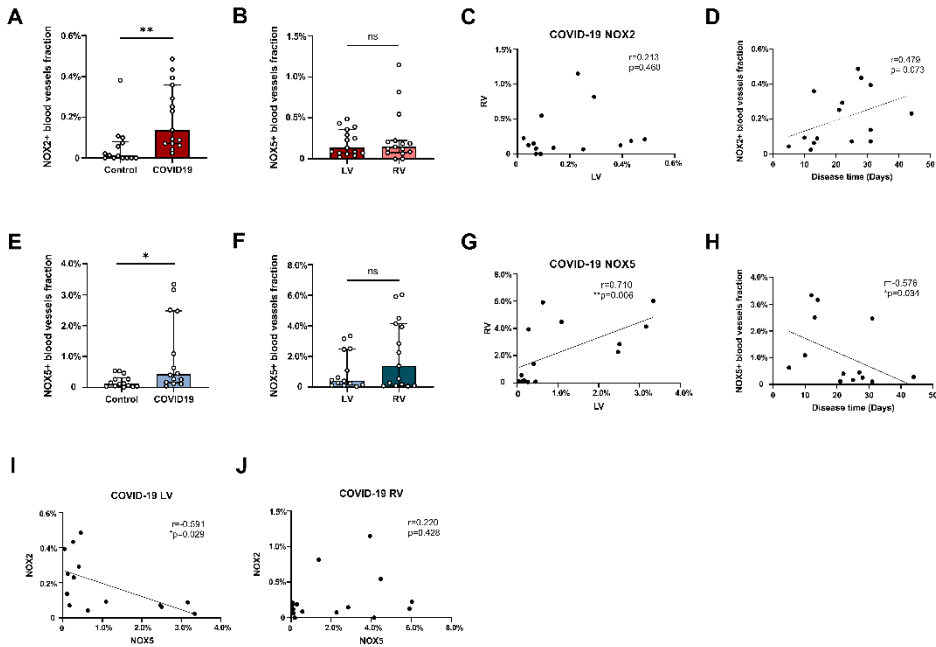 A
NOX2+ blood vessels fraction
0.6%
0.4%
0.2%
0
**
Control
COVID19
B
NOX5+ blood vessels fraction
1.5%
1.0%
0.5%
0.0
ns
LV
RV
C
COVID-19 NOX2
r=0.213
p=0.460
RV
1.5%
1.0%
0.5%
0
0
0.2%
0.4%
0.6%
LV
D
NOX2+ blood vessels fraction
r=0.479
p= 0.073
0.6%
0.4%
0.2%
0
0
10
20
30
40
50
Disease time (Days)
E
NOX5+ blood vessels fraction
4.0%
3.0%
2.0%
1.0%
0
*
Control
COVID19
F
NOX5+ blood vessels fraction
8.0%
6.0%
4.0%
2.0%
0
ns
LV
RV
G
COVID-19 NOX5
r=0.710
**p=0.006
RV
8.0%
6.0%
4.0%
2.0%
0
0
1.0%
2.0%
3.0%
4.0%
LV
H
NOX5+ blood vessels fraction
r=-0.576
*p=0.034
5.0%
4.0%
3.0%
2.0%
1.0%
0
0
10
20
30
40
50
Disease time (Days)
I
COVID-19 LV
r=-0.591
*p=0.029
NOX2
0.6%
0.4%
0.2%
0
0
1.0%
2.0%
3.0%
4.0%
NOX5
J
COVID-19 RV
r=0.220
p=0.428
NOX2
1.5%
1.0%
0.5%
0
0
2.0%
4.0%
6.0%
8.0%
NOX5